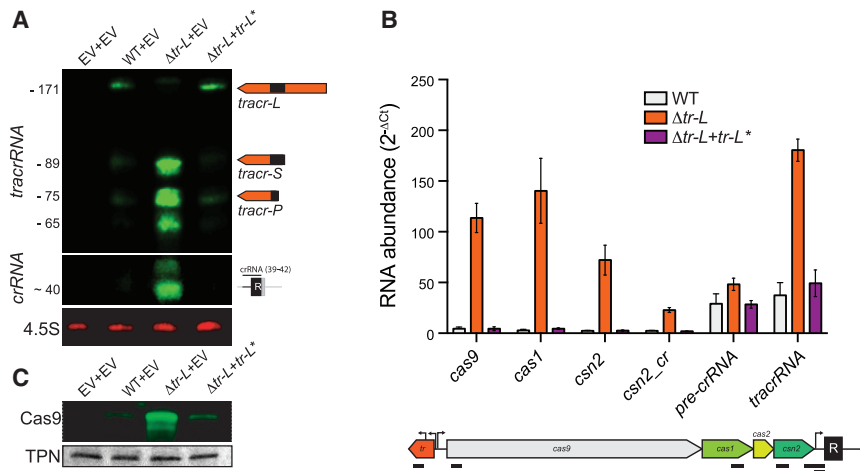 A
EV+EV
WT+EV
Δtr-L+EV
Δtr-L+tr-L*
- 171
- 89
- 75
- 65
~ 40
tracrRNA
crRNA
4.5S
tracr-L
tracr-S
tracr-P
crRNA (39-42)
R
B
RNA abundance (2-ΔCt)
250
200
150
100
50
0
WT
Δtr-L
Δtr-L+tr-L*
cas9
cas1
csn2
csn2_cr
pre-crRNA
tracrRNA
tr
cas9
cas1
cas2
csn2
R
C
EV+EV
WT+EV
Δtr-L+EV
Δtr-L+tr-L*
Cas9
TPN